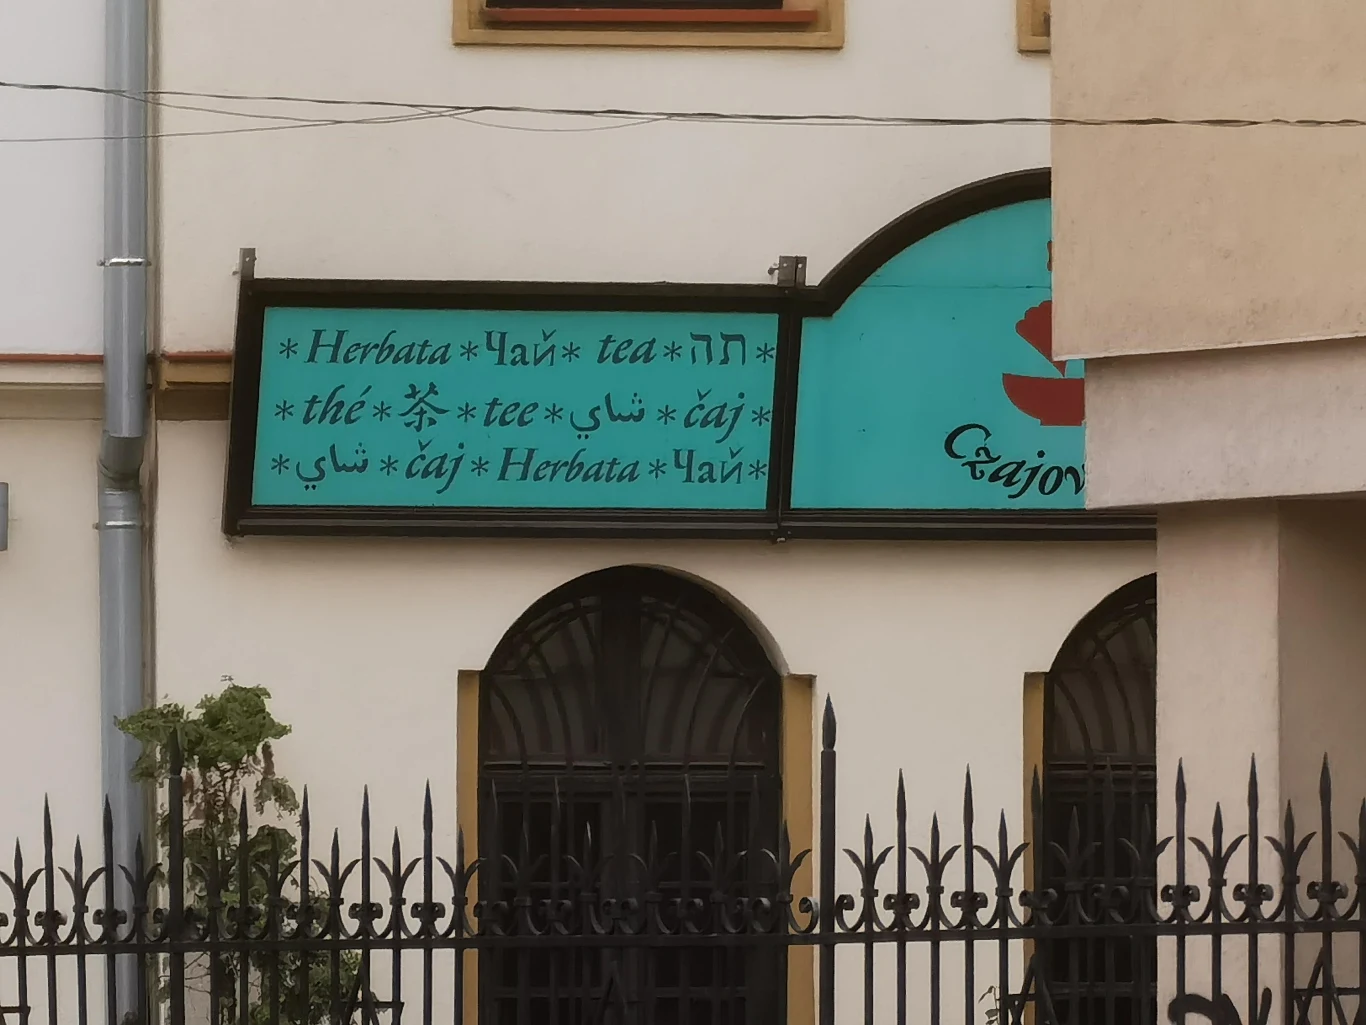 * Herbata * Чай * tea * תה *
* thé * 茶 * tee * شاي * čaj *
* شاي * čaj * Herbata * Чай *